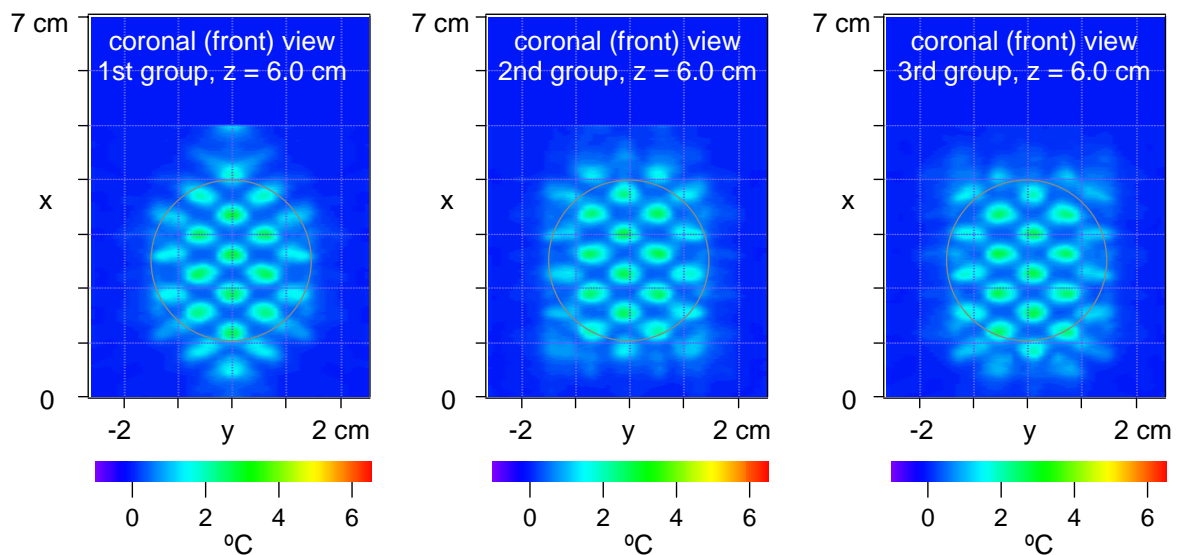 7 cm
coronal (front) view
1st group, z = 6.0 cm
x
0
-2
y
2 cm
0
2
4
6
ºC
7 cm
coronal (front) view
2nd group, z = 6.0 cm
x
0
-2
y
2 cm
0
2
4
6
ºC
7 cm
coronal (front) view
3rd group, z = 6.0 cm
x
0
-2
y
2 cm
0
2
4
6
ºC